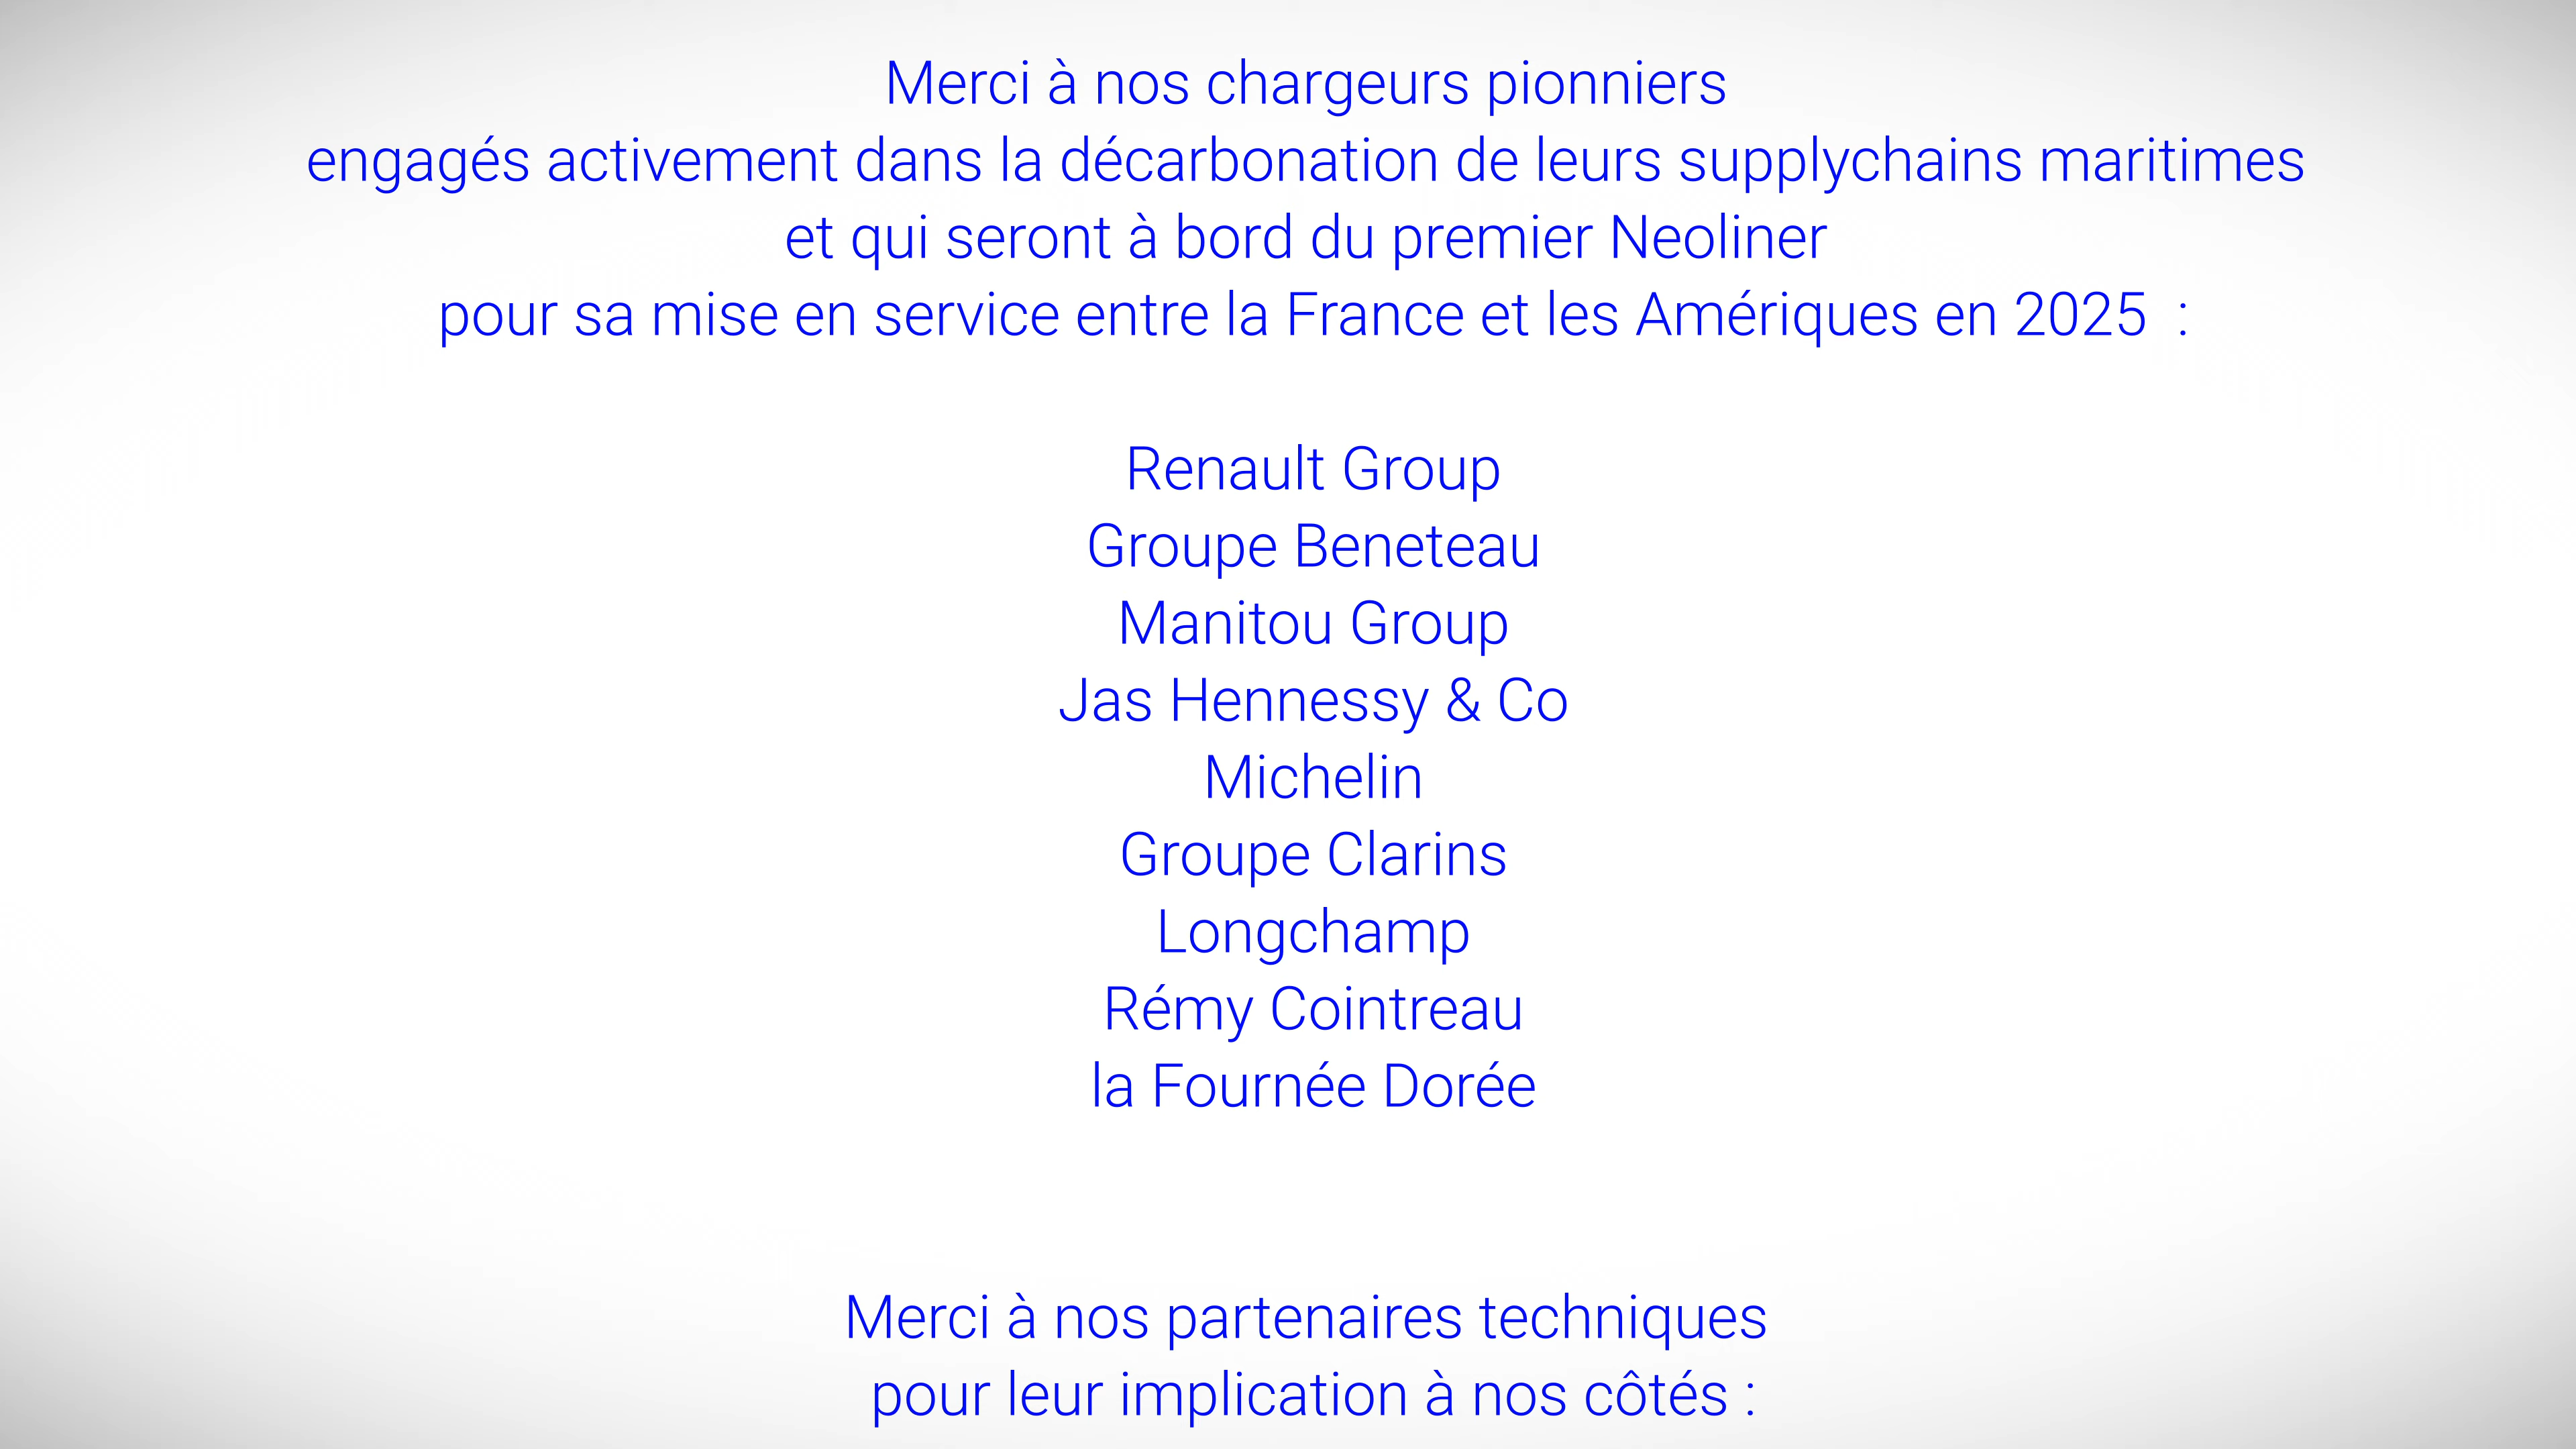 Merci à nos chargeurs pionniers
engagés activement dans la décarbonation de leurs supplychains maritimes
et qui seront à bord du premier Neoliner
pour sa mise en service entre la France et les Amériques en 2025  :
Renault Group
Groupe Beneteau
Manitou Group
Jas Hennessy & Co
Michelin
Groupe Clarins
Longchamp
Rémy Cointreau
la Fournée Dorée
Merci à nos partenaires techniques
pour leur implication à nos côtés :